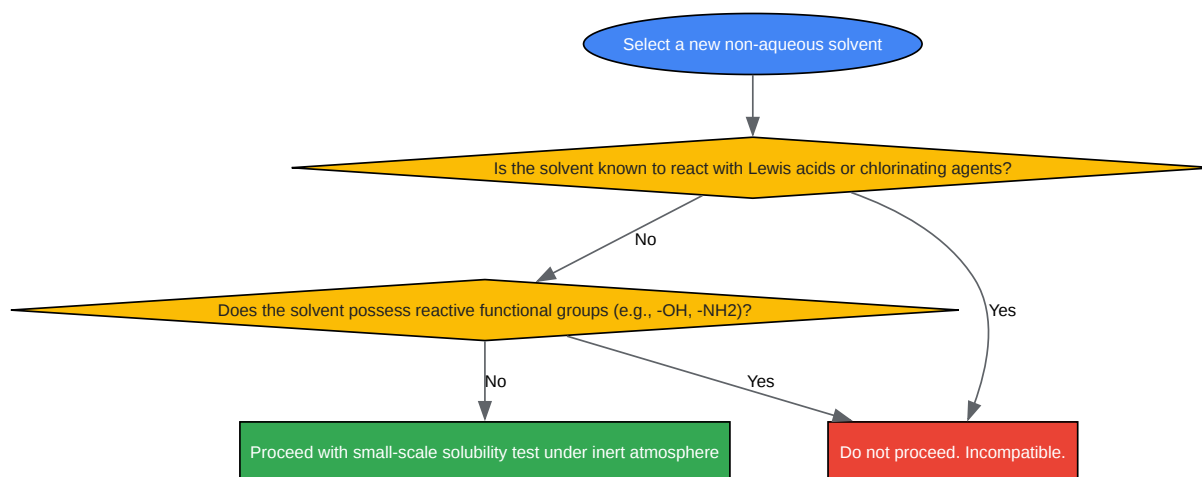 Select a new non-aqueous solvent
Is the solvent known to react with Lewis acids or chlorinating agents?
No
Does the solvent possess reactive functional groups (e.g., -OH, -NH2)?
Yes
No
Yes
Proceed with small-scale solubility test under inert atmosphere
Do not proceed. Incompatible.